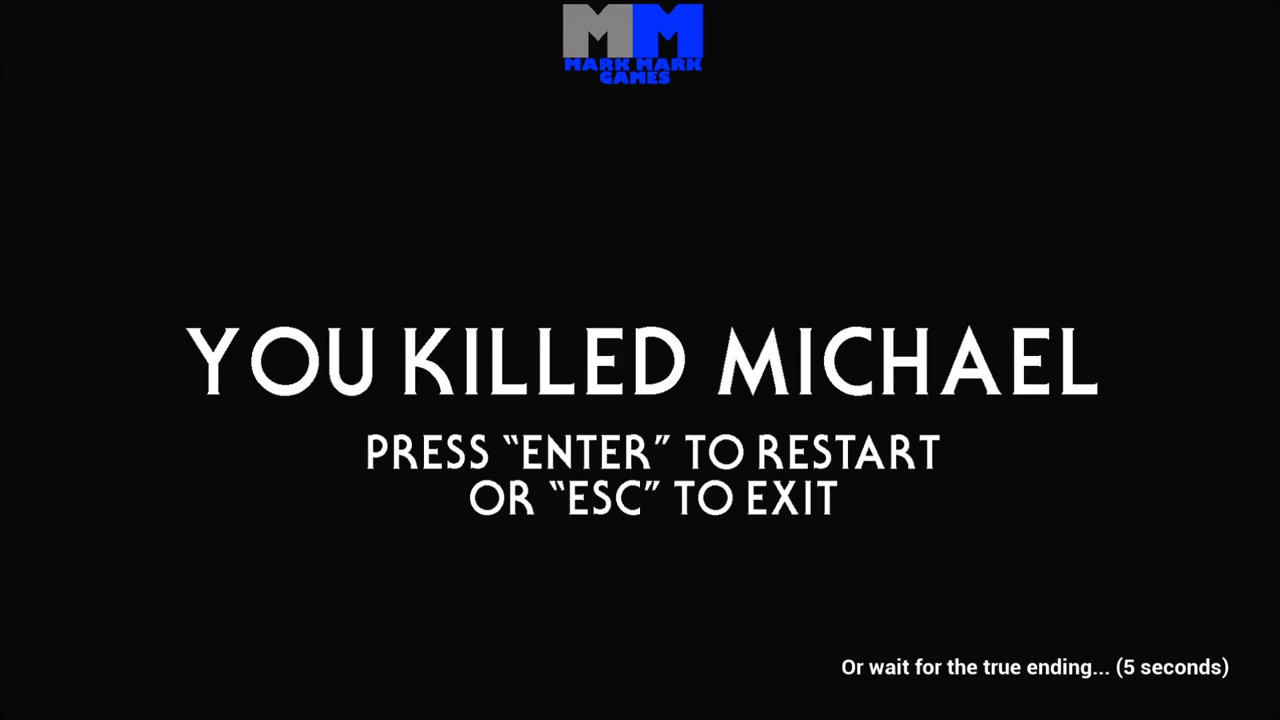 MM
MARK MARK
GAMES
YOU KILLED MICHAEL
PRESS “ENTER” TO RESTART
OR “ESC” TO EXIT
Or wait for the true ending... (5 seconds)